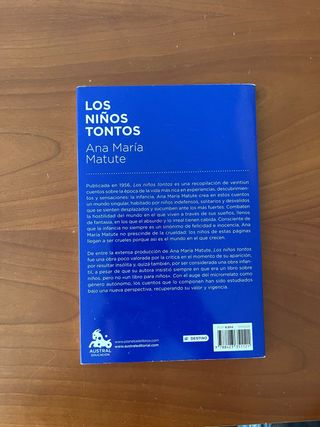 LOS
NIÑOS
TONTOS
Ana María
Matute
Publicada en 1956, Los niños tontos es una recopilación de veintiún
cuentos sobre la época de la vida más rica en experiencias, descubrimien-
tos y sensaciones: la infancia. Ana María Matute crea en estos cuentos
un mundo singular, habitado por niños indefensos, solitarios y desvalidos
que se sienten desplazados y sucumben ante los más fuertes. Combaten
la hostilidad del mundo en el que viven a través de sus sueños, llenos
de fantasía, en los que el absurdo y lo irreal tienen cabida. Consciente de
que la infancia no siempre es un sinónimo de felicidad e inocencia, Ana
María Matute no prescinde de la crueldad: los niños de estas páginas
llegan a ser crueles porque así es el mundo en el que crecen.
De entre la extensa producción de Ana María Matute, Los niños tontos
fue una obra poco valorada por la crítica en el momento de su aparición,
por resultar insólita y, quizá también, por ser considerada una obra infan-
til, a pesar de que su autora insistió siempre en que era un libro sobre
niños, pero no «un libro para niños». Con el auge del microrrelato como
género autónomo, los cuentos que lo componen han sido estudiados
bajo una nueva perspectiva, recuperando su valor y vigencia.
AUSTRAL
EDUCACIÓN
www.planetadelibros.com
www.australeditorial.com
DESTINO